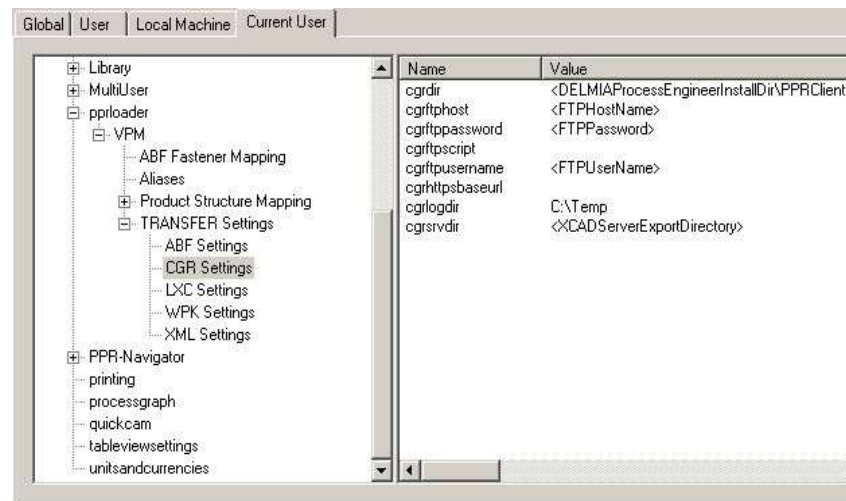 Global User Local Machine Current User
Library
MultiUser
pprloader
VPM
ABF Fastener Mapping
Aliases
Product Structure Mapping
TRANSFER Settings
ABF Settings
CGR Settings
LXC Settings
WPK Settings
XML Settings
PPR-Navigator
printing
processgraph
quickcam
tableviewsettings
unitsandcurrencies
Name Value
cgrdir <DELMIAProcessEngineerInstallDir\PPRClient
cgrftphost <FTPHostName>
cgrftppassword <FTPPassword>
cgrftpscript
cgrftpusername <FTPUserName>
cgrhttpsbaseurl
cgrlogdir C:\Temp
cgrsrvdir <XCADServerExportDirectory>